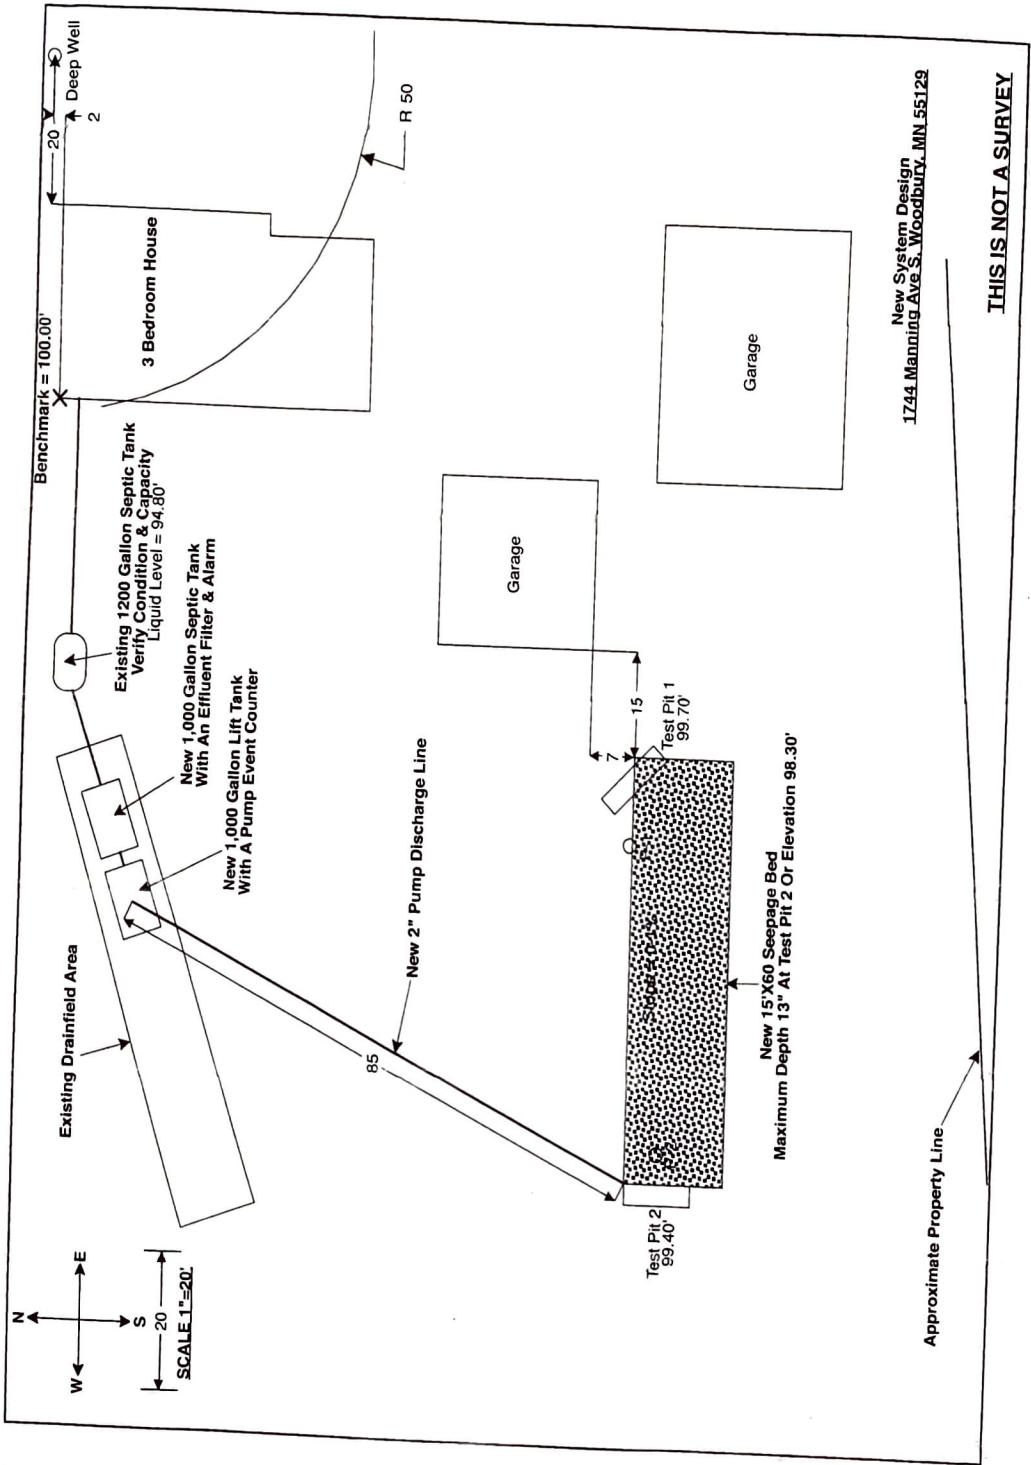 N
W
E
S
20
SCALE 1"=20'
Existing Drainfield Area
New 1,000 Gallon Lift Tank
With A Pump Event Counter
New 1,000 Gallon Septic Tank
With An Effluent Filter & Alarm
Existing 1200 Gallon Septic Tank
Verify Condition & Capacity
Liquid Level = 94.80'
Benchmark = 100.00'
3 Bedroom House
20
Deep Well
2
R 50
85
New 2" Pump Discharge Line
Garage
Garage
15
7
Test Pit 1
99.70'
Test Pit 2
99.40'
New 15'X60 Seepage Bed
Maximum Depth 13" At Test Pit 2 Or Elevation 98.30'
Approximate Property Line
New System Design
1744 Manning Ave S. Woodbury, MN 55129
THIS IS NOT A SURVEY